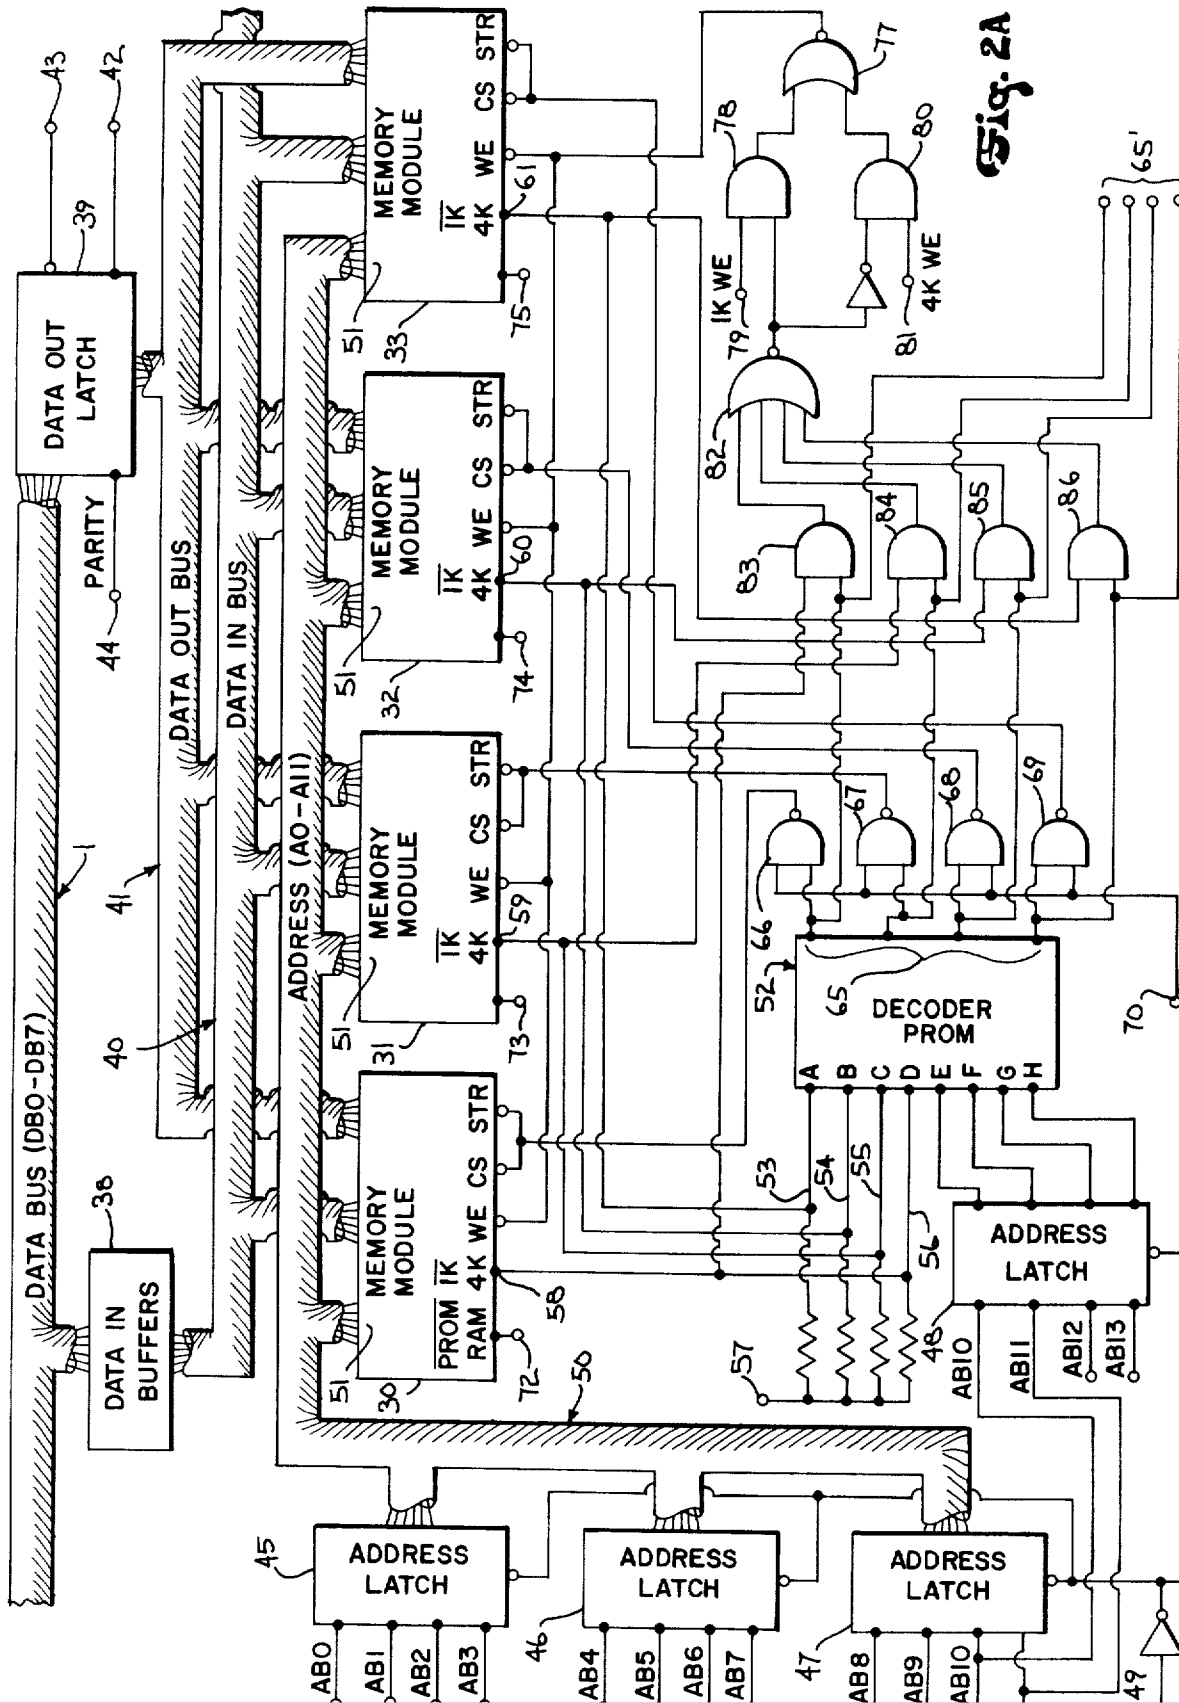 Fig. 2A
DATA BUS (DB0-DB7)
1
38
DATA IN
BUFFERS
44
PARITY
DATA OUT
LATCH
39
43
42
41
40
DATA OUT BUS
DATA IN BUS
ADDRESS (A0-A11)
50
51
MEMORY
MODULE
PROM 1K
RAM 4K WE CS STR
30
72
58
51
MEMORY
MODULE
1K
4K WE CS STR
31
73
59
51
MEMORY
MODULE
1K
4K WE CS STR
32
74
60
51
MEMORY
MODULE
1K
4K WE CS STR
33
75
61
45
ADDRESS
LATCH
AB0
AB1
AB2
AB3
46
ADDRESS
LATCH
AB4
AB5
AB6
AB7
47
ADDRESS
LATCH
AB8
AB9
AB10
49
48
ADDRESS
LATCH
AB10
AB11
AB12
AB13
57
53
54
55
56
52
DECODER
PROM
A
B
C
D
E
F
G
H
65
66
67
68
69
70
83
84
85
86
82
79
1K WE
78
77
80
81
4K WE
65'